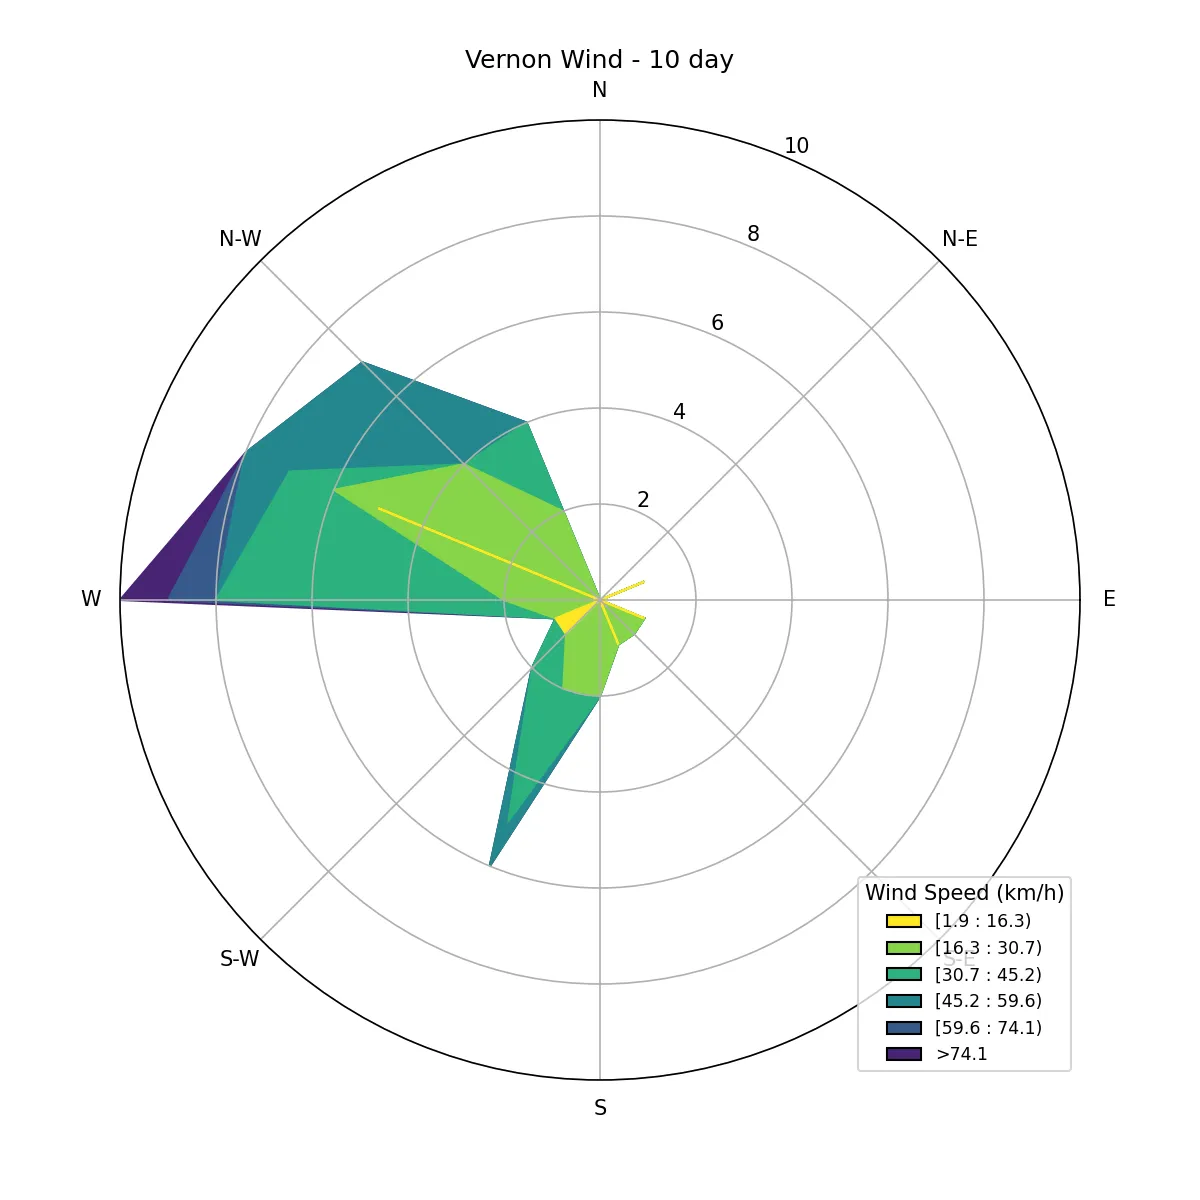 Vernon Wind - 10 day
N
10
N-W
8
N-E
6
4
2
W
E
S-W
S-E
S
Wind Speed (km/h)
[1.9 : 16.3)
[16.3 : 30.7)
[30.7 : 45.2)
[45.2 : 59.6)
[59.6 : 74.1)
>74.1